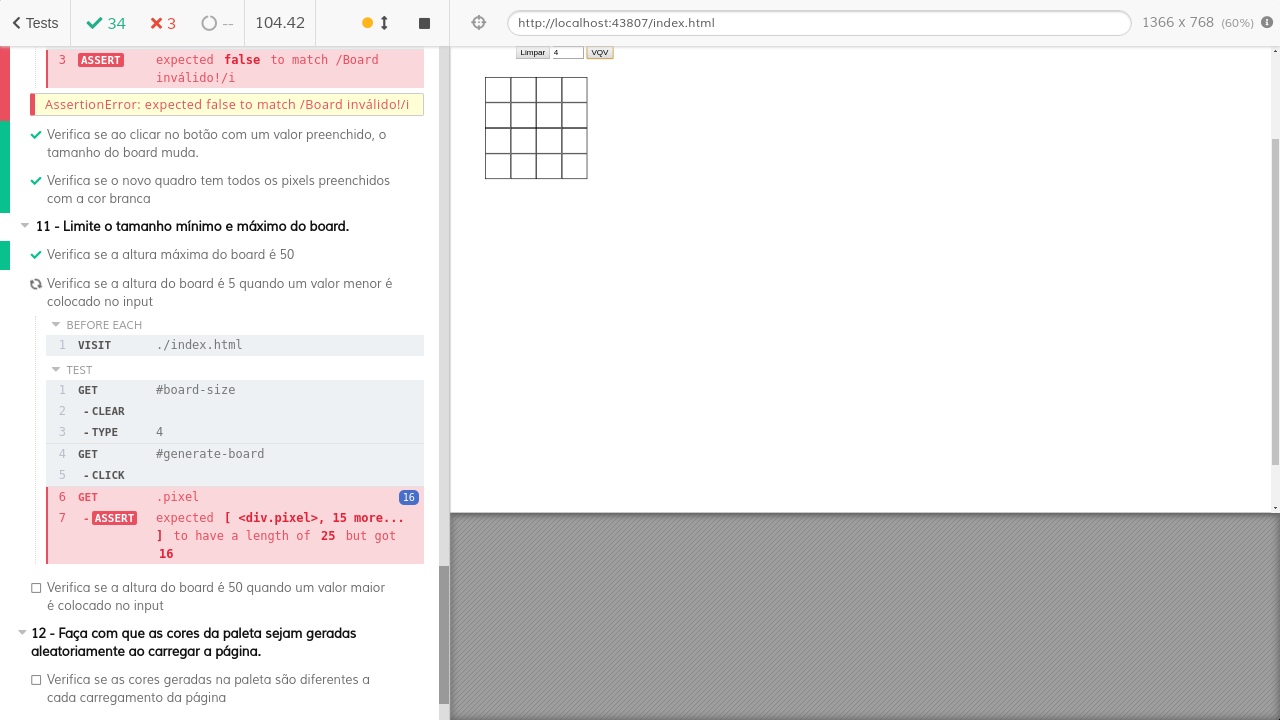 Tests
34
3
--
104.42
http://localhost:43807/index.html
1366 x 768 (60%)
3 ASSERT expected false to match /Board
inválido!/i
AssertionError: expected false to match /Board inválido!/i
Verifica se ao clicar no botão com um valor preenchido, o
tamanho do board muda.
Verifica se o novo quadro tem todos os pixels preenchidos
com a cor branca
11 - Limite o tamanho mínimo e máximo do board.
Verifica se a altura máxima do board é 50
Verifica se a altura do board é 5 quando um valor menor é
colocado no input
BEFORE EACH
1 VISIT ./index.html
TEST
1 GET #board-size
2 - CLEAR
3 - TYPE 4
4 GET #generate-board
5 - CLICK
6 GET .pixel 16
7 - ASSERT expected [ <div.pixel>, 15 more...
] to have a length of 25 but got
16
Verifica se a altura do board é 50 quando um valor maior
é colocado no input
12 - Faça com que as cores da paleta sejam geradas
aleatoriamente ao carregar a página.
Verifica se as cores geradas na paleta são diferentes a
cada carregamento da página
Limpar 4 VQV